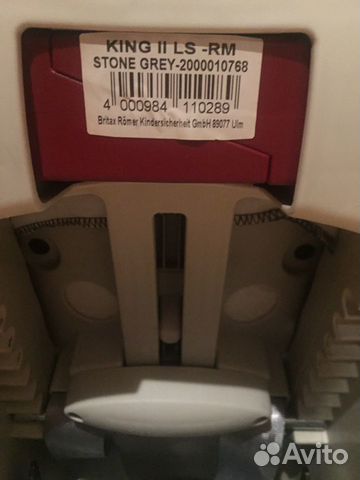 KING II LS -RM
STONE GREY-2000010768
4 000984 110289
Britax Römer Kindersicherheit GmbH 89077 Ulm
Avito